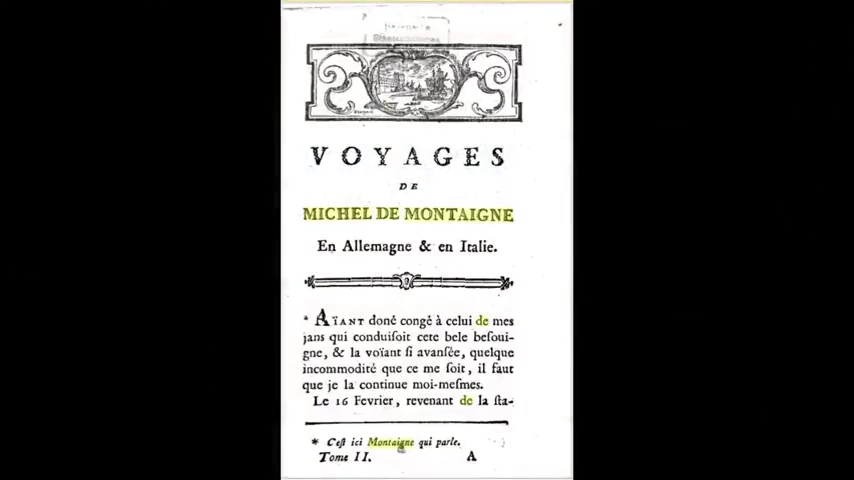 VOYAGES
DE
MICHEL DE MONTAIGNE
En Allemagne & en Italie.
* AÏANT doné congé à celui de mes
jans qui conduiſoit cete bele beſoui-
gne, & la voïant ſi avanſée, quelque
incommodité que ce me ſoit, il faut
que je la continue moi-meſmes.
Le 16 Fevrier, revenant de la ſta-
* C'eſt ici Montaigne qui parle.
Tome II. A